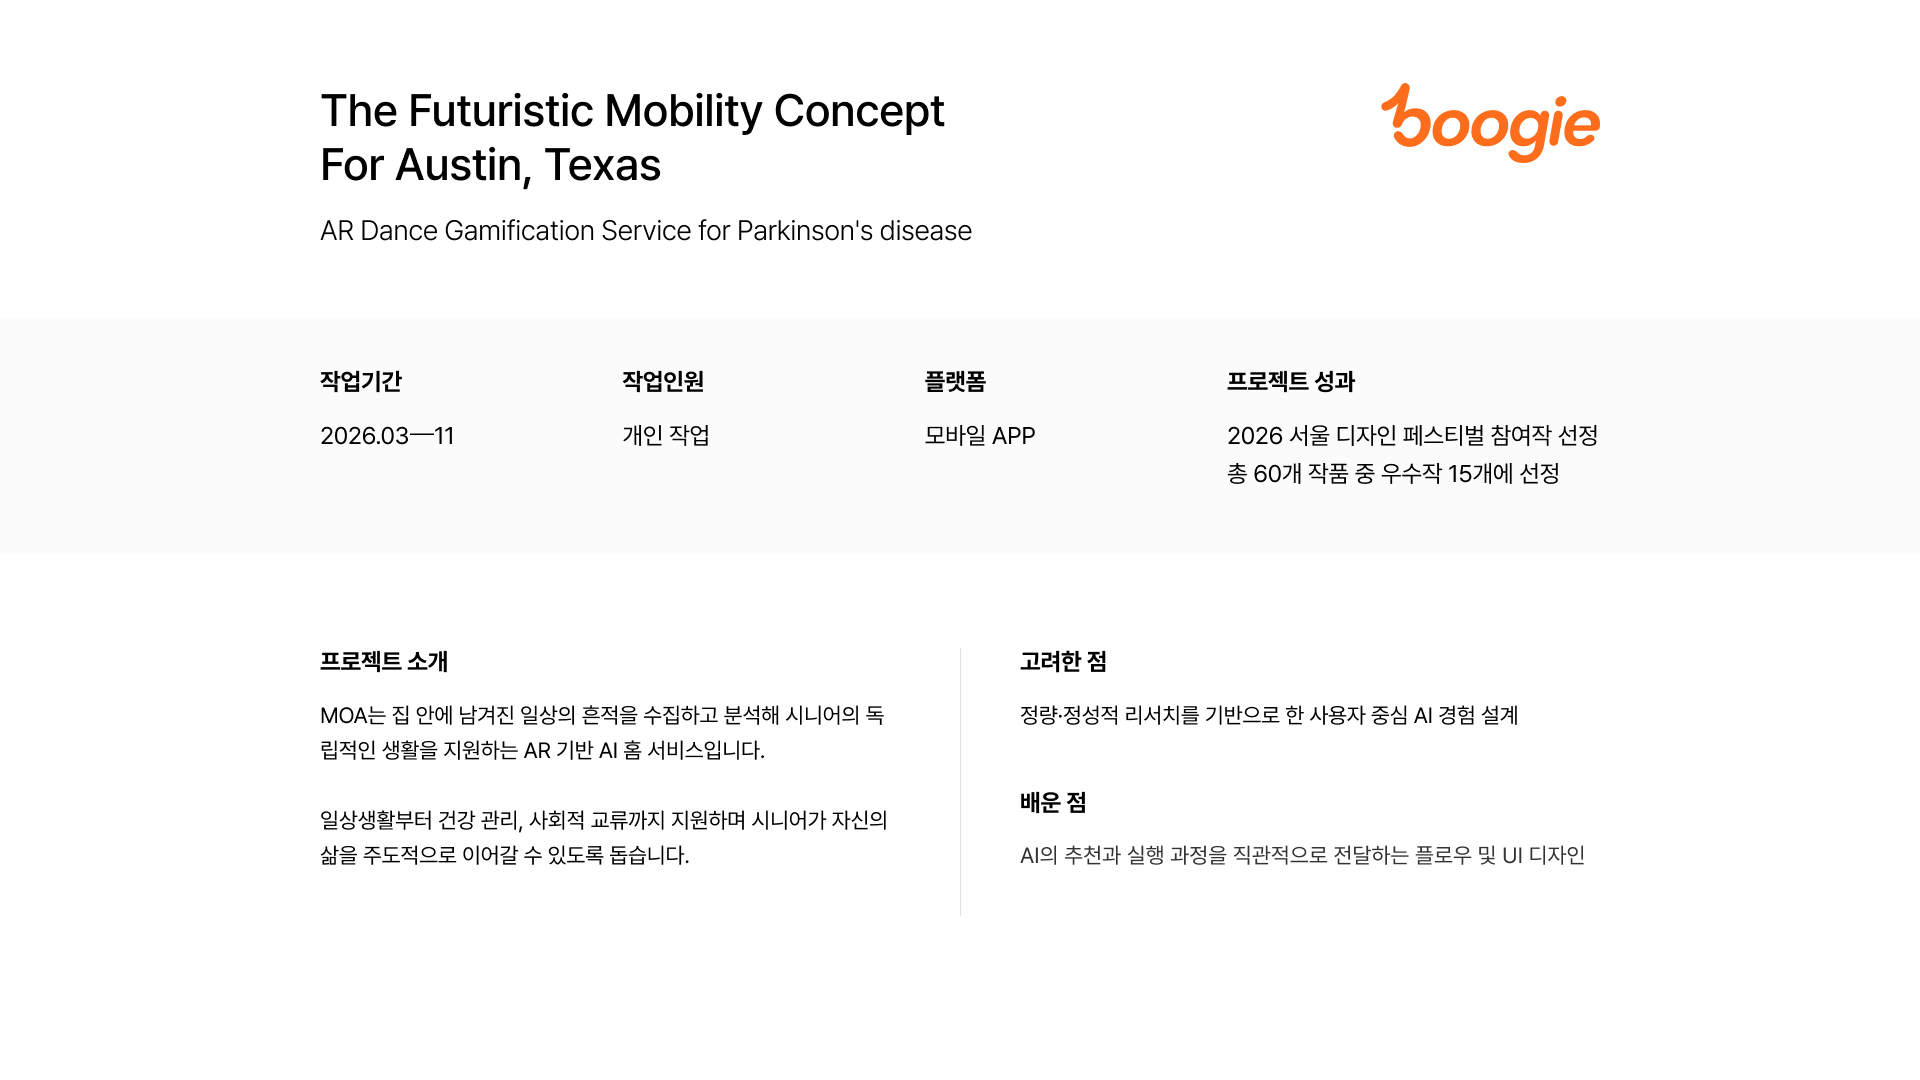 The Futuristic Mobility Concept
For Austin, Texas
boogie
AR Dance Gamification Service for Parkinson's disease
작업기간
2026.03—11
작업인원
개인 작업
플랫폼
모바일 APP
프로젝트 성과
2026 서울 디자인 페스티벌 참여작 선정
총 60개 작품 중 우수작 15개에 선정
프로젝트 소개
MOA는 집 안에 남겨진 일상의 흔적을 수집하고 분석해 시니어의 독
립적인 생활을 지원하는 AR 기반 AI 홈 서비스입니다.
일상생활부터 건강 관리, 사회적 교류까지 지원하며 시니어가 자신의
삶을 주도적으로 이어갈 수 있도록 돕습니다.
고려한 점
정량·정성적 리서치를 기반으로 한 사용자 중심 AI 경험 설계
배운 점
AI의 추천과 실행 과정을 직관적으로 전달하는 플로우 및 UI 디자인